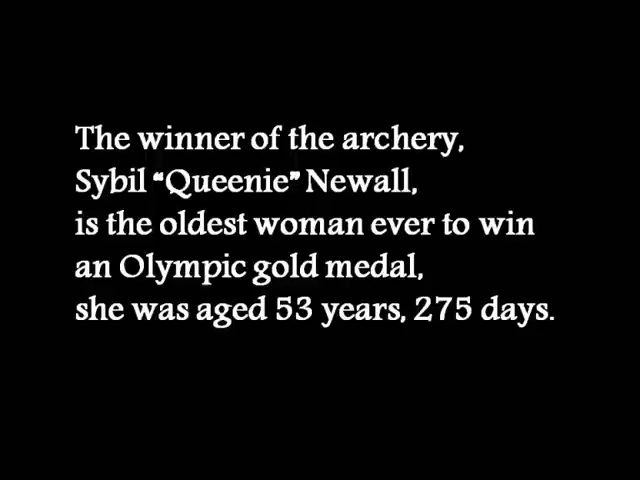 The winner of the archery,
Sybil “Queenie” Newall,
is the oldest woman ever to win
an Olympic gold medal,
she was aged 53 years, 275 days.